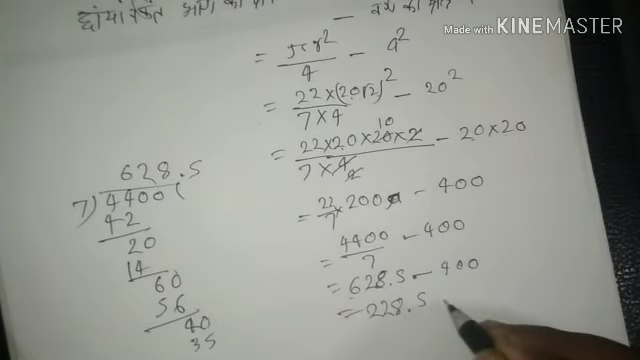 Made with KINEMASTER
छायांकित भाग का
= πr²/4 - a²
= 22×(20√2)²/7×4 - 20²
= 22×20×20×2/7×4 - 20×20
10
2
= 22/7×200 - 400
= 4400/7 - 400
= 628.5 - 400
= 228.5
628.5
7)4400(
42
20
14
60
56
40
35